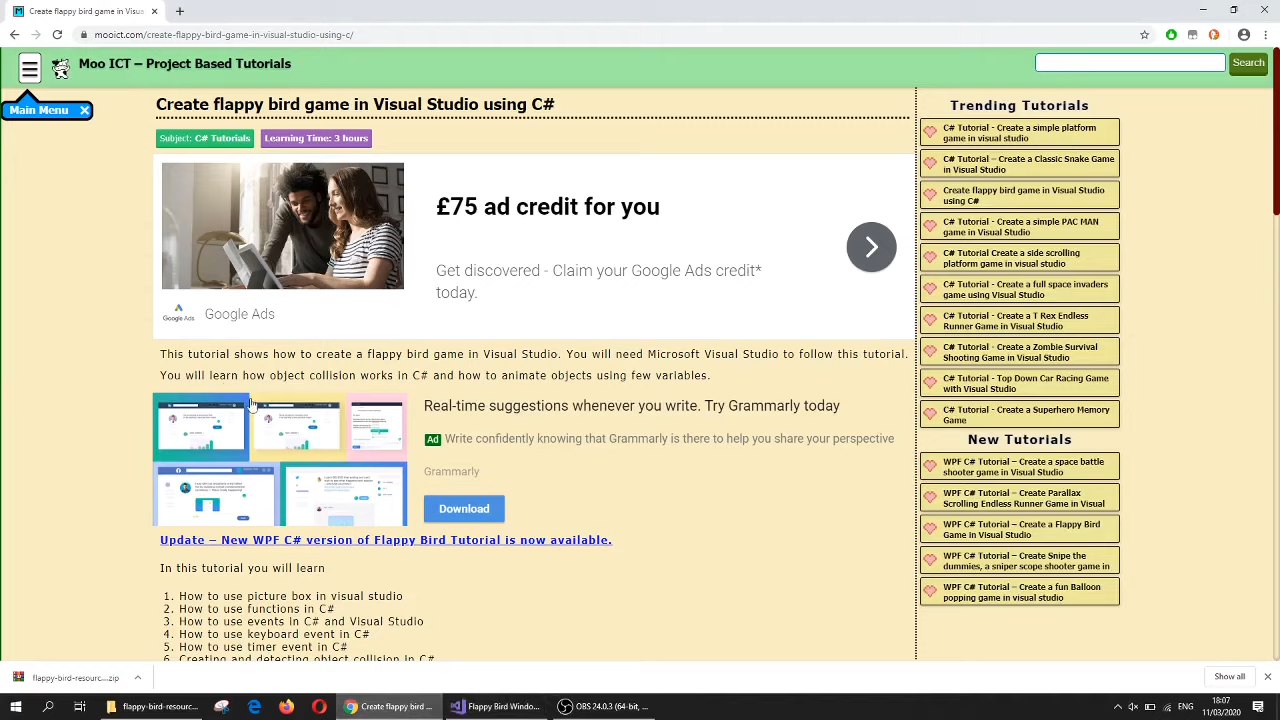 Create flappy bird game in Visua
mooict.com/create-flappy-bird-game-in-visual-studio-using-c/
Moo ICT – Project Based Tutorials
Search
Main Menu
Create flappy bird game in Visual Studio using C#
Subject: C# Tutorials
Learning Time: 3 hours
£75 ad credit for you
Get discovered - Claim your Google Ads credit*
today.
Google Ads
Google Ads
This tutorial shows how to create a flappy bird game in Visual Studio. You will need Microsoft Visual Studio to follow this tutorial.
You will learn how object collision works in C# and how to animate objects using few variables.
Real-time suggestions whenever you write. Try Grammarly today
Ad Write confidently knowing that Grammarly is there to help you share your perspective
Grammarly
Download
Update – New WPF C# version of Flappy Bird Tutorial is now available.
In this tutorial you will learn
1. How to use picture box in visual studio
2. How to use functions in C#
3. How to use events in C# and Visual Studio
4. How to use keyboard event in C#
5. How to use timer event in C#
6. Creating and detecting object collision in C#
Trending Tutorials
C# Tutorial - Create a simple platform
game in visual studio
C# Tutorial – Create a Classic Snake Game
in Visual Studio
Create flappy bird game in Visual Studio
using C#
C# Tutorial - Create a simple PAC MAN
game in Visual Studio
C# Tutorial Create a side scrolling
platform game in visual studio
C# Tutorial - Create a full space invaders
game using Visual Studio
C# Tutorial - Create a T Rex Endless
Runner Game in Visual Studio
C# Tutorial - Create a Zombie Survival
Shooting Game in Visual Studio
C# Tutorial - Top Down Car Racing Game
with Visual Studio
C# Tutorial - Create a Superhero Memory
Game
New Tutorials
WPF C# Tutorial – Create a space battle
shooter game in Visual Studio
WPF C# Tutorial – Create Parallax
Scrolling Endless Runner Game in Visual
WPF C# Tutorial – Create a Flappy Bird
Game in Visual Studio
WPF C# Tutorial – Create Snipe the
dummies, a sniper scope shooter game in
WPF C# Tutorial – Create a fun Balloon
popping game in visual studio
flappy-bird-resourc....zip
Show all
flappy-bird-resourc...
Create flappy bird ...
Flappy Bird Windo...
OBS 24.0.3 (64-bit, ...
ENG
18:07
11/03/2020